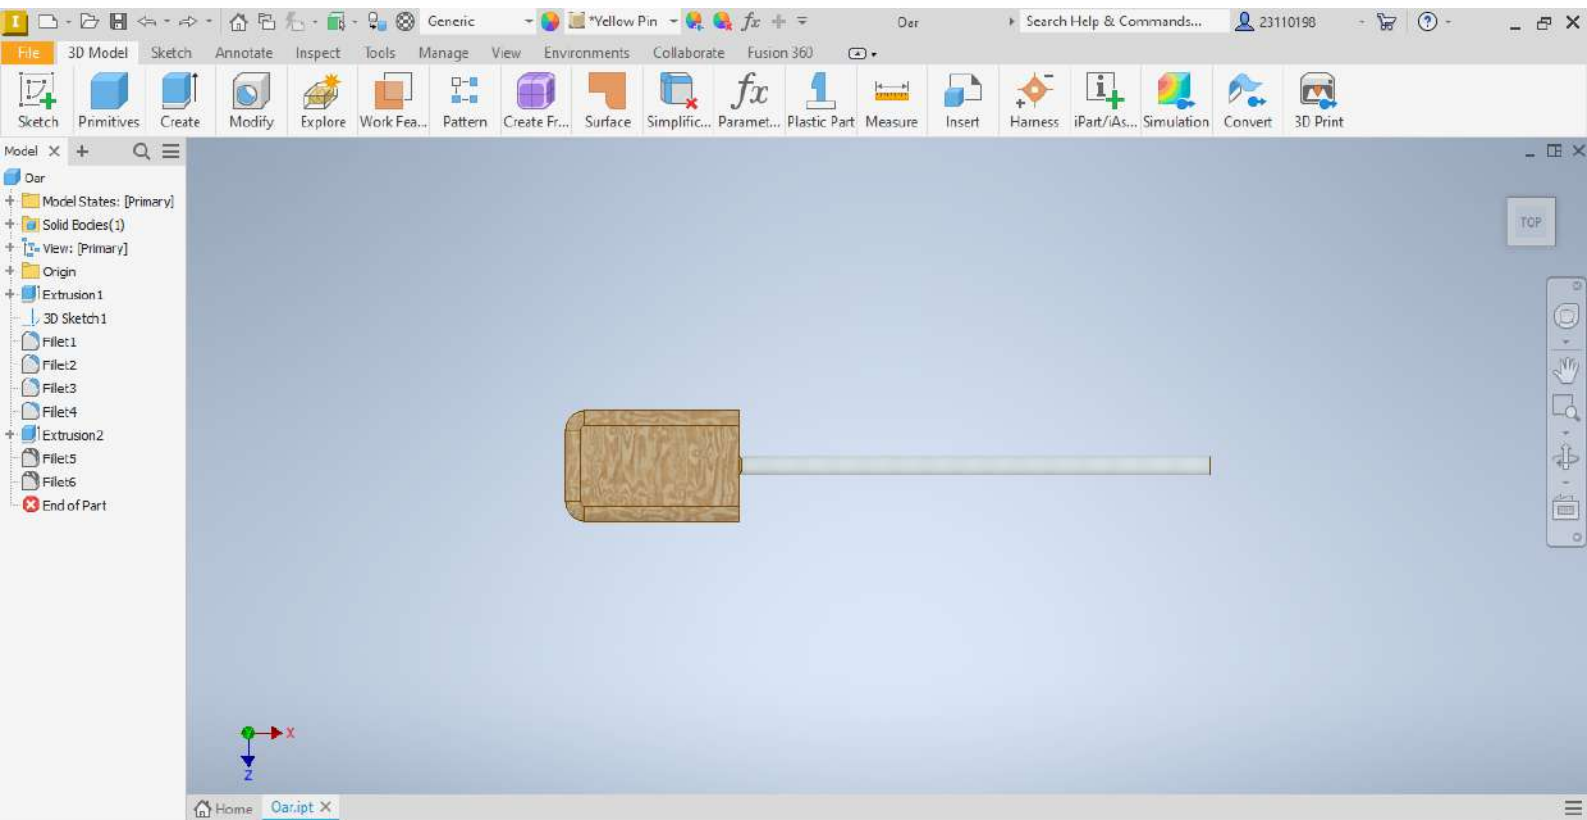 I Generic *Yellow Pin fx Oar Search Help & Commands... 23110198
File 3D Model Sketch Annotate Inspect Tools Manage View Environments Collaborate Fusion 360
fx
Sketch Primitives Create Modify Explore Work Fea... Pattern Create Fr... Surface Simplific... Paramet... Plastic Part Measure Insert Harness iPart/iAs... Simulation Convert 3D Print
Model
Oar
Model States: [Primary]
Solid Bodies(1)
View: [Primary]
Origin
Extrusion1
3D Sketch1
Fillet1
Fillet2
Fillet3
Fillet4
Extrusion2
Fillet5
Fillet6
End of Part
TOP
X
Z
Home Oar.ipt